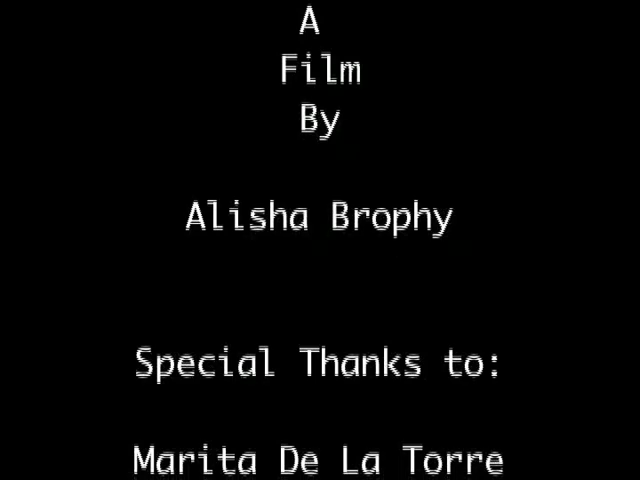 A
Film
By
Alisha Brophy
Special Thanks to:
Marita De La Torre